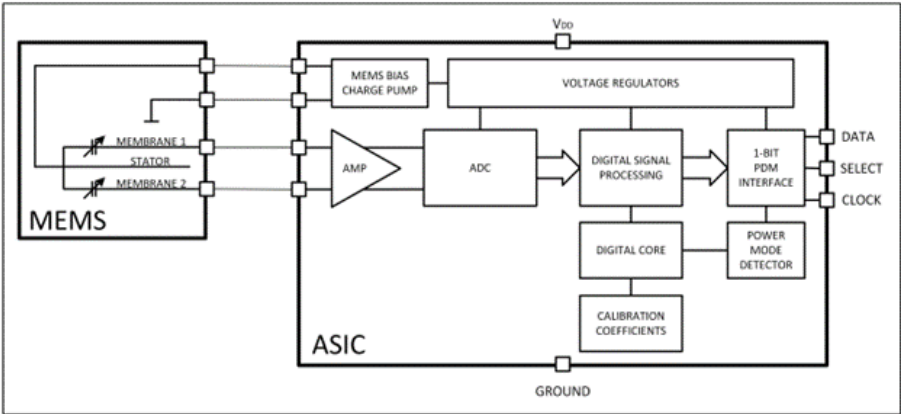 VDD
MEMS BIAS
CHARGE PUMP
VOLTAGE REGULATORS
MEMBRANE 1
STATOR
MEMBRANE 2
MEMS
AMP
ADC
DIGITAL SIGNAL
PROCESSING
1-BIT
PDM
INTERFACE
DATA
SELECT
CLOCK
DIGITAL CORE
POWER
MODE
DETECTOR
CALIBRATION
COEFFICIENTS
ASIC
GROUND